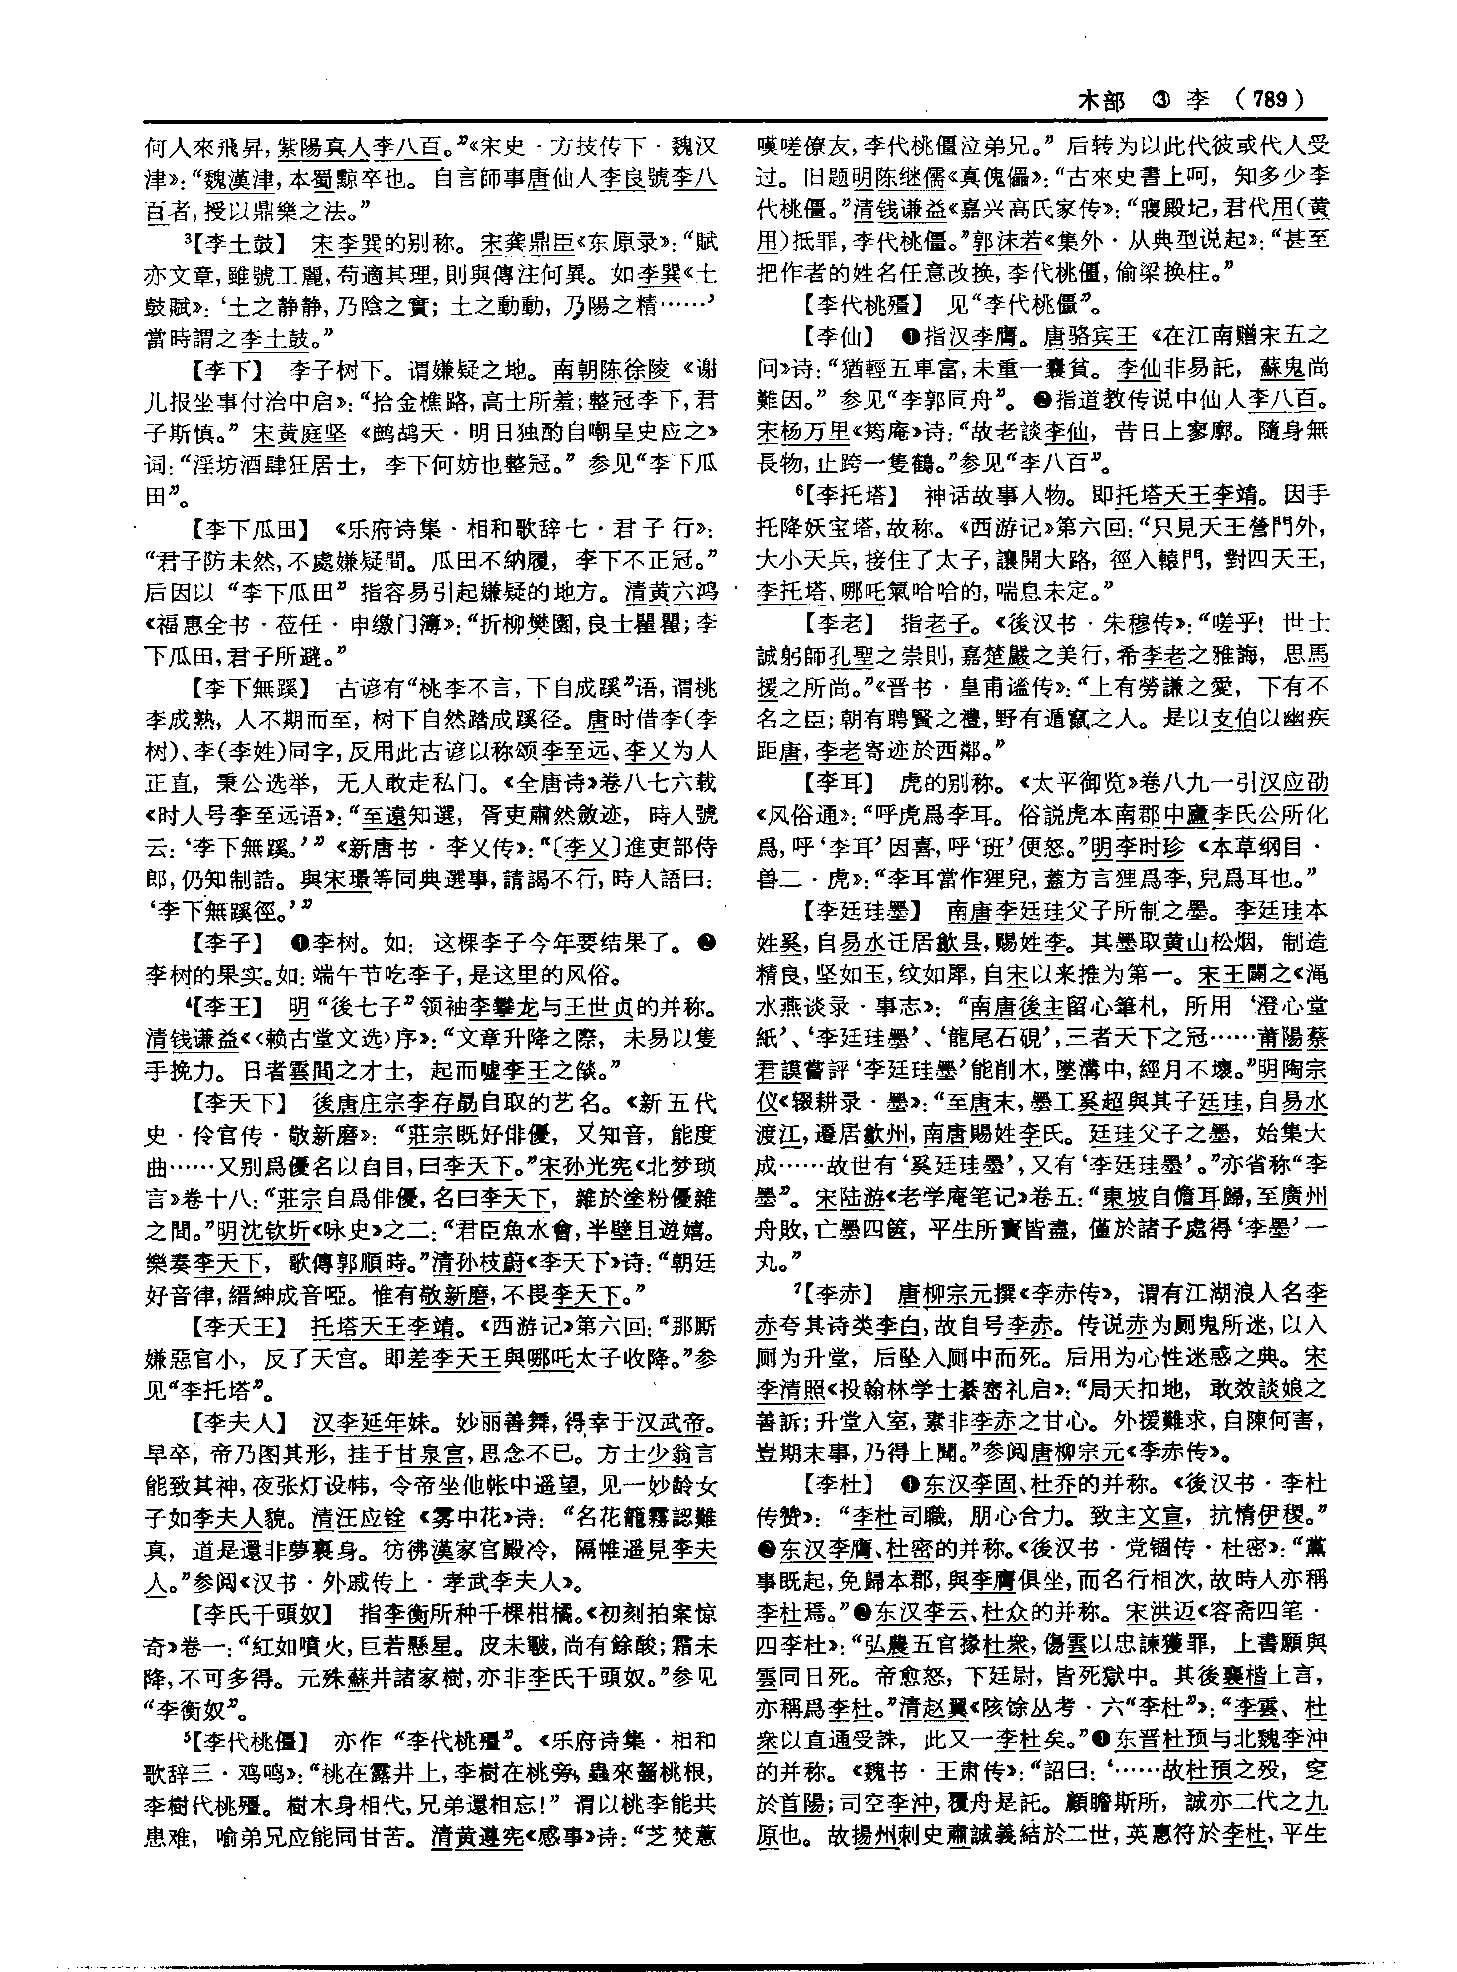 木部 ③ 李 （789）
何人來飛昇，紫陽真人李八百。”《宋史·方技传下·魏汉
津》：“魏漢津，本蜀黥卒也。自言師事唐仙人李良號李八
百者，授以鼎樂之法。”
³【李土鼓】 宋李巽的别称。宋龚鼎臣《东原录》：“賦
亦文章，雖號工麗，苟適其理，則與傳注何異。如李巽《土
鼓賦》：‘土之静静，乃陰之實；土之動動，乃陽之精……’
當時謂之李土鼓。”
【李下】 李子树下。谓嫌疑之地。南朝陈徐陵《谢
儿报坐事付治中启》：“拾金樵路，高士所羞；整冠李下，君
子斯慎。”宋黄庭坚《鹧鸪天·明日独酌自嘲呈史应之》
词：“淫坊酒肆狂居士，李下何妨也整冠。”参见“李下瓜
田”。
【李下瓜田】 《乐府诗集·相和歌辞七·君子行》：
“君子防未然，不處嫌疑間。瓜田不納履，李下不正冠。”
后因以“李下瓜田”指容易引起嫌疑的地方。清黄六鸿
《福惠全书·莅任·申缴门簿》：“折柳樊圃，良士瞿瞿；李
下瓜田，君子所避。”
【李下無蹊】 古谚有“桃李不言，下自成蹊”语，谓桃
李成熟，人不期而至，树下自然踏成蹊径。唐时借李（李
树）、李（李姓）同字，反用此古谚以称颂李至远、李乂为人
正直，秉公选举，无人敢走私门。《全唐诗》卷八七六载
《时人号李至远语》：“至遠知選，胥吏肅然斂迹，時人號
云：‘李下無蹊。’”《新唐书·李乂传》：“〔李乂〕進吏部侍
郎，仍知制誥。與宋璟等同典選事，請謁不行，時人語曰：
‘李下無蹊徑。’”
【李子】 ❶李树。如：这棵李子今年要结果了。❷
李树的果实。如：端午节吃李子，是这里的风俗。
⁴【李王】 明“後七子”领袖李攀龙与王世贞的并称。
清钱谦益《〈赖古堂文选〉序》：“文章升降之際，未易以隻
手挽力。日者雲間之才士，起而嘘李王之燄。”
【李天下】 後唐庄宗李存勗自取的艺名。《新五代
史·伶官传·敬新磨》：“莊宗既好俳優，又知音，能度
曲……又别爲優名以自目，曰李天下。”宋孙光宪《北梦琐
言》卷十八：“莊宗自爲俳優，名曰李天下，雜於塗粉優雜
之間。”明沈钦圻《咏史》之二：“君臣魚水會，半壁且遊嬉。
樂奏李天下，歌傳郭順時。”清孙枝蔚《李天下》诗：“朝廷
好音律，縉紳成音啞。惟有敬新磨，不畏李天下。”
【李天王】 托塔天王李靖。《西游记》第六回：“那厮
嫌惡官小，反了天宫。即差李天王與哪吒太子收降。”参
见“李托塔”。
【李夫人】 汉李延年妹。妙丽善舞，得幸于汉武帝。
早卒，帝乃图其形，挂于甘泉宫，思念不已。方士少翁言
能致其神，夜张灯设帏，令帝坐他帐中遥望，见一妙龄女
子如李夫人貌。清汪应铨《雾中花》诗：“名花籠霧認難
真，道是還非夢裏身。彷彿漢家宫殿冷，隔帷遥見李夫
人。”参阅《汉书·外戚传上·孝武李夫人》。
【李氏千頭奴】 指李衡所种千棵柑橘。《初刻拍案惊
奇》卷一：“紅如噴火，巨若懸星。皮未皸，尚有餘酸；霜未
降，不可多得。元殊蘇井諸家樹，亦非李氏千頭奴。”参见
“李衡奴”。
⁵【李代桃僵】 亦作“李代桃殭”。《乐府诗集·相和
歌辞三·鸡鸣》：“桃在露井上，李樹在桃旁，蟲來齧桃根，
李樹代桃殭。樹木身相代，兄弟還相忘！”谓以桃李能共
患难，喻弟兄应能同甘苦。清黄遵宪《感事》诗：“芝焚蕙
嘆嗟僚友，李代桃僵泣弟兄。”后转为以此代彼或代人受
过。旧题明陈继儒《真傀儡》：“古來史書上呵，知多少李
代桃僵。”清钱谦益《嘉兴高氏家传》：“寢殿圮，君代用（黄
用）抵罪，李代桃僵。”郭沫若《集外·从典型说起》：“甚至
把作者的姓名任意改换，李代桃僵，偷梁换柱。”
【李代桃殭】 见“李代桃僵”。
【李仙】 ❶指汉李膺。唐骆宾王《在江南赠宋五之
问》诗：“猶輕五車富，未重一囊貧。李仙非易託，蘇鬼尚
難因。”参见“李郭同舟”。❷指道教传说中仙人李八百。
宋杨万里《筠庵》诗：“故老談李仙，昔日上寥廓。隨身無
長物，止跨一隻鶴。”参见“李八百”。
⁶【李托塔】 神话故事人物。即托塔天王李靖。因手
托降妖宝塔，故称。《西游记》第六回：“只見天王營門外，
大小天兵，接住了太子，讓開大路，徑入轅門，對四天王，
李托塔、哪吒氣哈哈的，喘息未定。”
【李老】 指老子。《後汉书·朱穆传》：“嗟乎！世士
誠躬師孔聖之崇則，嘉楚嚴之美行，希李老之雅誨，思馬
援之所尚。”《晋书·皇甫谧传》：“上有勞謙之愛，下有不
名之臣；朝有聘賢之禮，野有遁竄之人。是以支伯以幽疾
距唐，李老寄迹於西鄰。”
【李耳】 虎的别称。《太平御览》卷八九一引汉应劭
《风俗通》：“呼虎爲李耳。俗説虎本南郡中廬李氏公所化
爲，呼‘李耳’因喜，呼‘班’便怒。”明李时珍《本草纲目·
兽二·虎》：“李耳當作狸兒，蓋方言狸爲李，兒爲耳也。”
【李廷珪墨】 南唐李廷珪父子所制之墨。李廷珪本
姓奚，自易水迁居歙县，赐姓李。其墨取黄山松烟，制造
精良，坚如玉，纹如犀，自宋以来推为第一。宋王闢之《渑
水燕谈录·事志》：“南唐後主留心筆札，所用‘澄心堂
紙’、‘李廷珪墨’、‘龍尾石硯’，三者天下之冠……莆陽蔡
君謨嘗評‘李廷珪墨’能削木，墜溝中，經月不壞。”明陶宗
仪《辍耕录·墨》：“至唐末，墨工奚超與其子廷珪，自易水
渡江，遷居歙州，南唐賜姓李氏。廷珪父子之墨，始集大
成……故世有‘奚廷珪墨’，又有‘李廷珪墨’。”亦省称“李
墨”。宋陆游《老学庵笔记》卷五：“東坡自儋耳歸，至廣州
舟敗，亡墨四篋，平生所寶皆盡，僅於諸子處得‘李墨’一
丸。”
⁷【李赤】 唐柳宗元撰《李赤传》，谓有江湖浪人名李
赤夸其诗类李白，故自号李赤。传说赤为厕鬼所迷，以入
厕为升堂，后坠入厕中而死。后用为心性迷惑之典。宋
李清照《投翰林学士綦崈礼启》：“局天扣地，敢效談娘之
善訴；升堂入室，素非李赤之甘心。外援難求，自陳何害，
豈期末事，乃得上聞。”参阅唐柳宗元《李赤传》。
【李杜】 ❶东汉李固、杜乔的并称。《後汉书·李杜
传赞》：“李杜司職，朋心合力。致主文宣，抗情伊稷。”
❷东汉李膺、杜密的并称。《後汉书·党锢传·杜密》：“黨
事既起，免歸本郡，與李膺俱坐，而名行相次，故時人亦稱
李杜焉。”❸东汉李云、杜众的并称。宋洪迈《容斋四笔·
四李杜》：“弘農五官掾杜衆，傷雲以忠諫獲罪，上書願與
雲同日死。帝愈怒，下廷尉，皆死獄中。其後襄楷上言，
亦稱爲李杜。”清赵翼《陔馀丛考·六“李杜”》：“李雲、杜
衆以直通受誅，此又一李杜矣。”❹东晋杜预与北魏李冲
的并称。《魏书·王肃传》：“詔曰：‘……故杜預之殁，窆
於首陽；司空李沖，覆舟是託。顧瞻斯所，誠亦二代之九
原也。故揚州刺史肅誠義結於二世，英惠符於李杜，平生